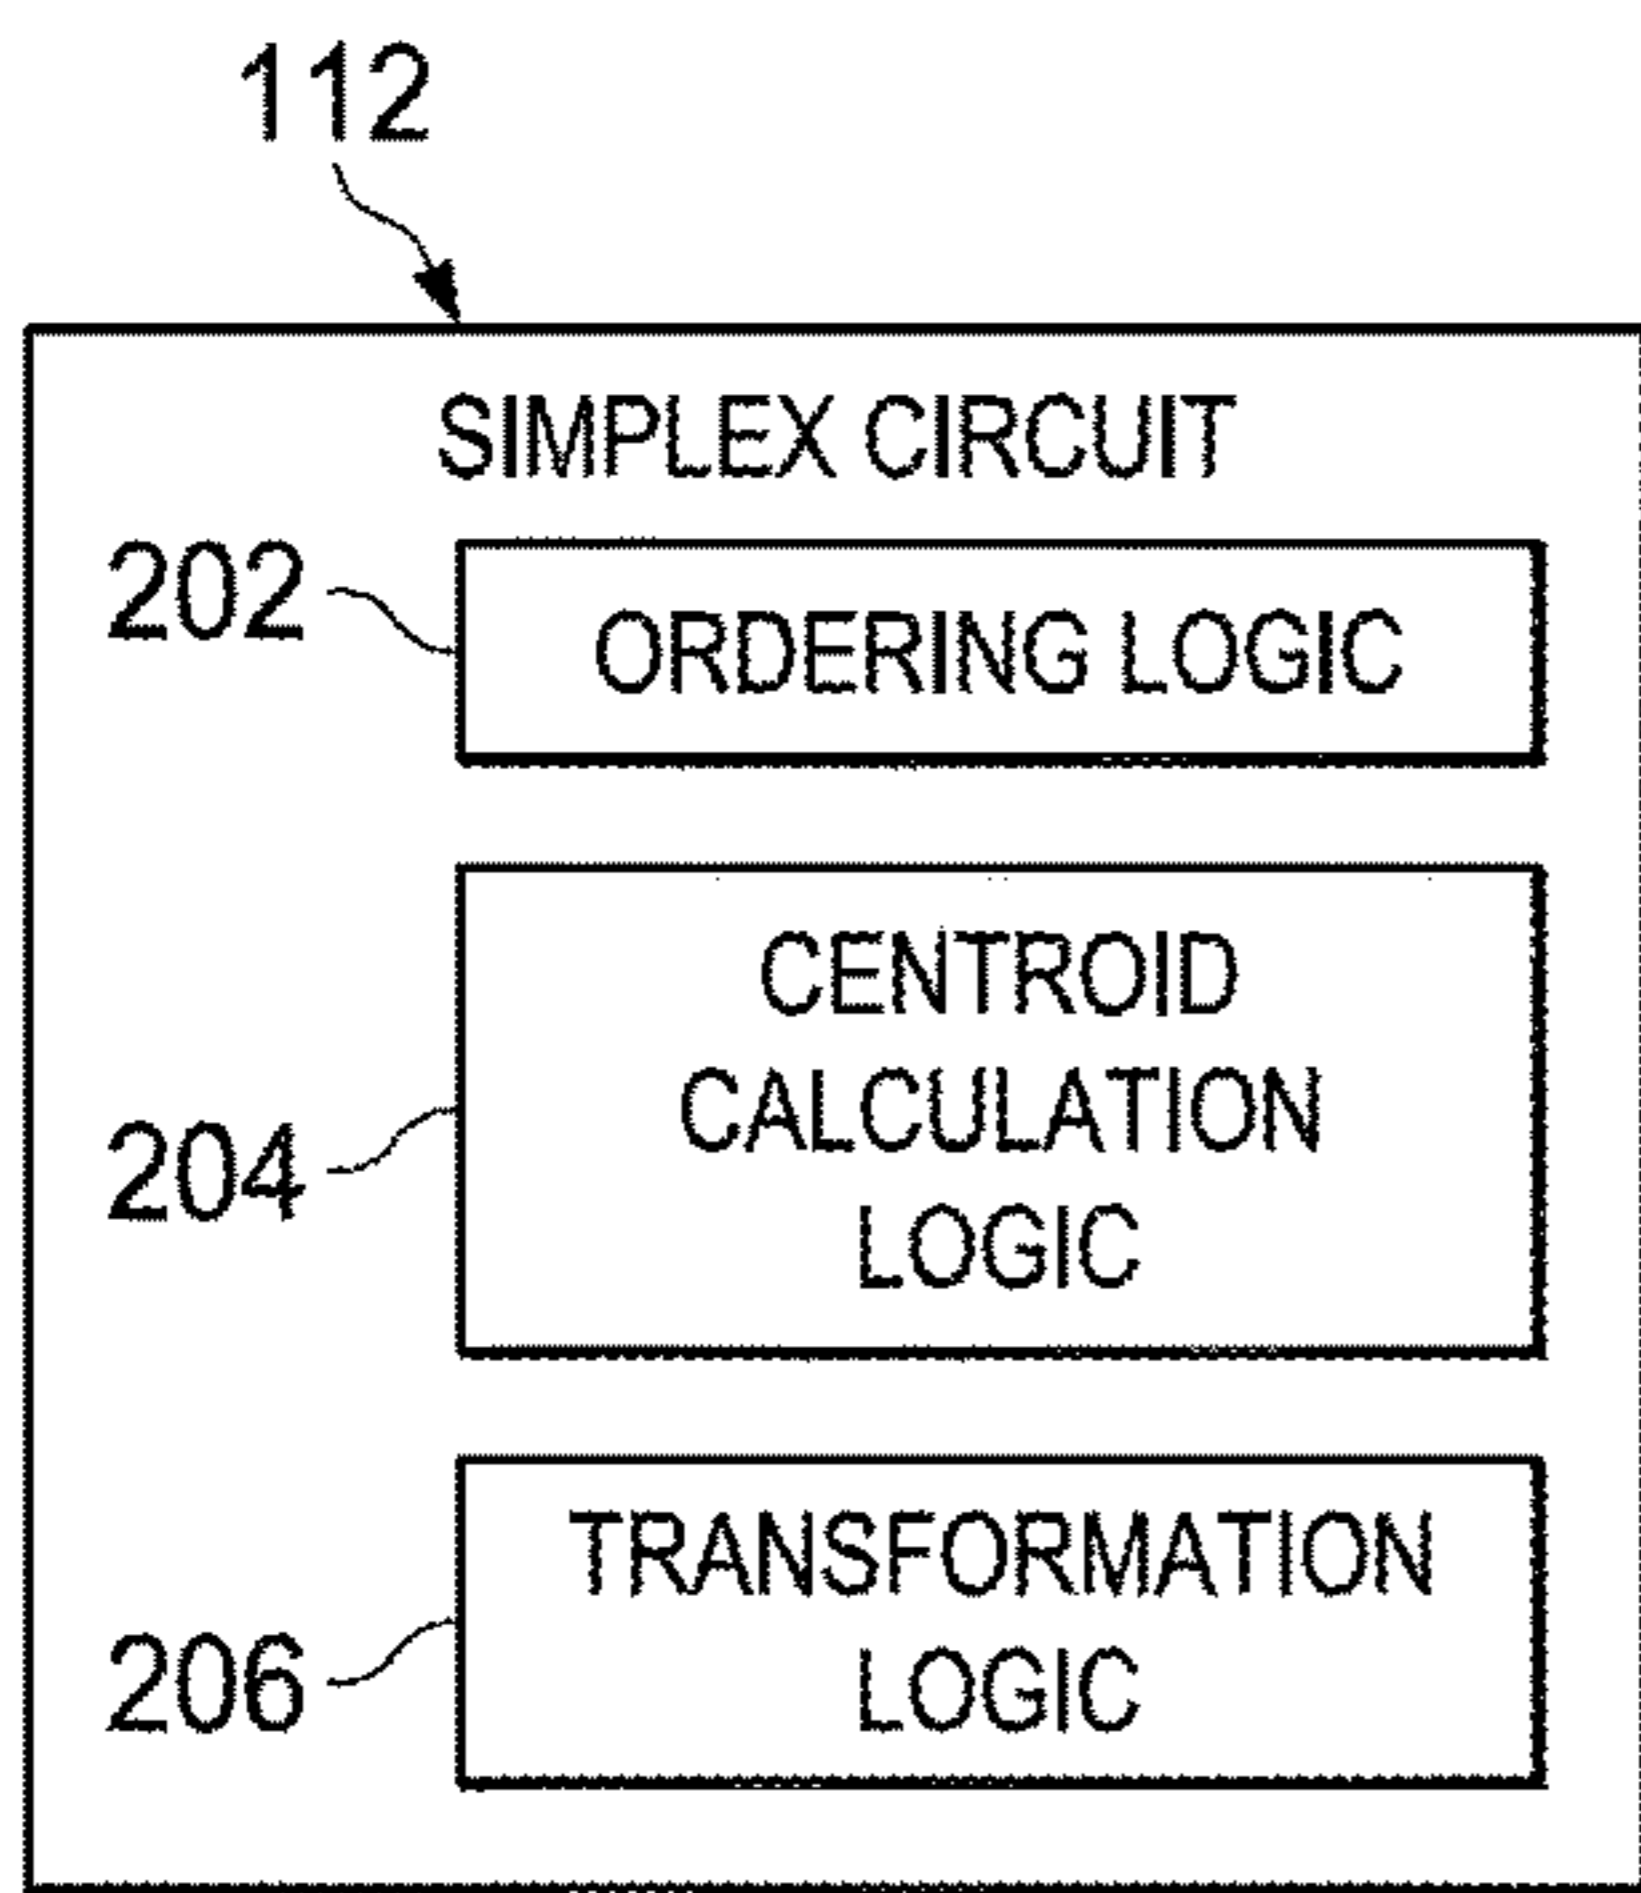 112
SIMPLEX CIRCUIT
202
ORDERING LOGIC
204
CENTROID
CALCULATION
LOGIC
206
TRANSFORMATION
LOGIC